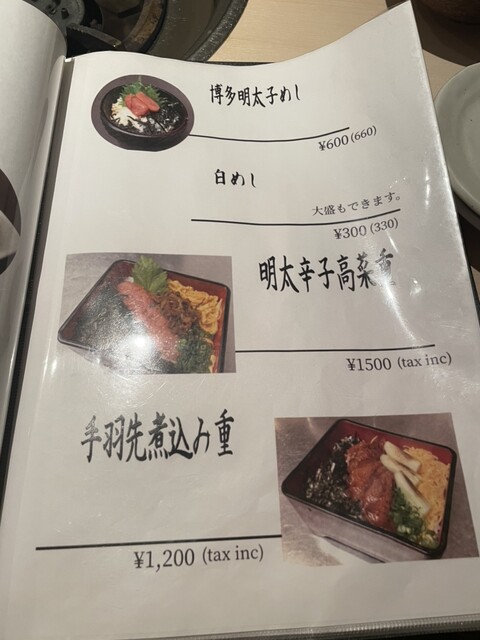 博多明太子めし
¥600(660)
白めし
大盛もできます。
¥300(330)
明太辛子高菜重
¥1500 (tax inc)
手羽先煮込み重
¥1,200 (tax inc)